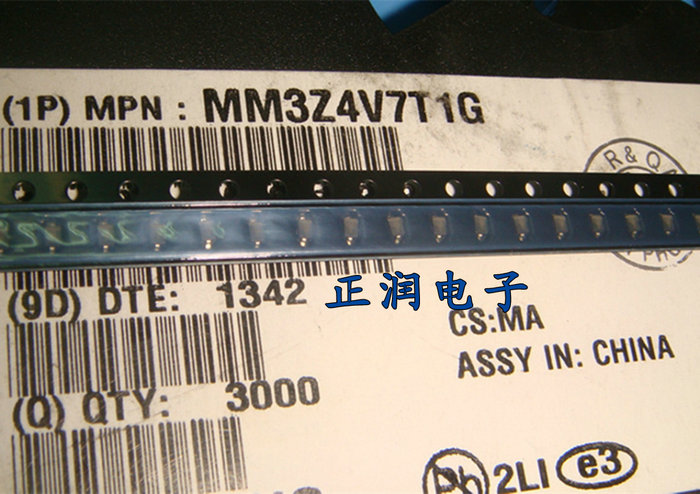 (1P) MPN : MM3Z4V7T1G
R & Q
(9D) DTE: 1342
正润电子
CS:MA
ASSY IN: CHINA
(Q) QTY: 3000
Pb 2LI e3